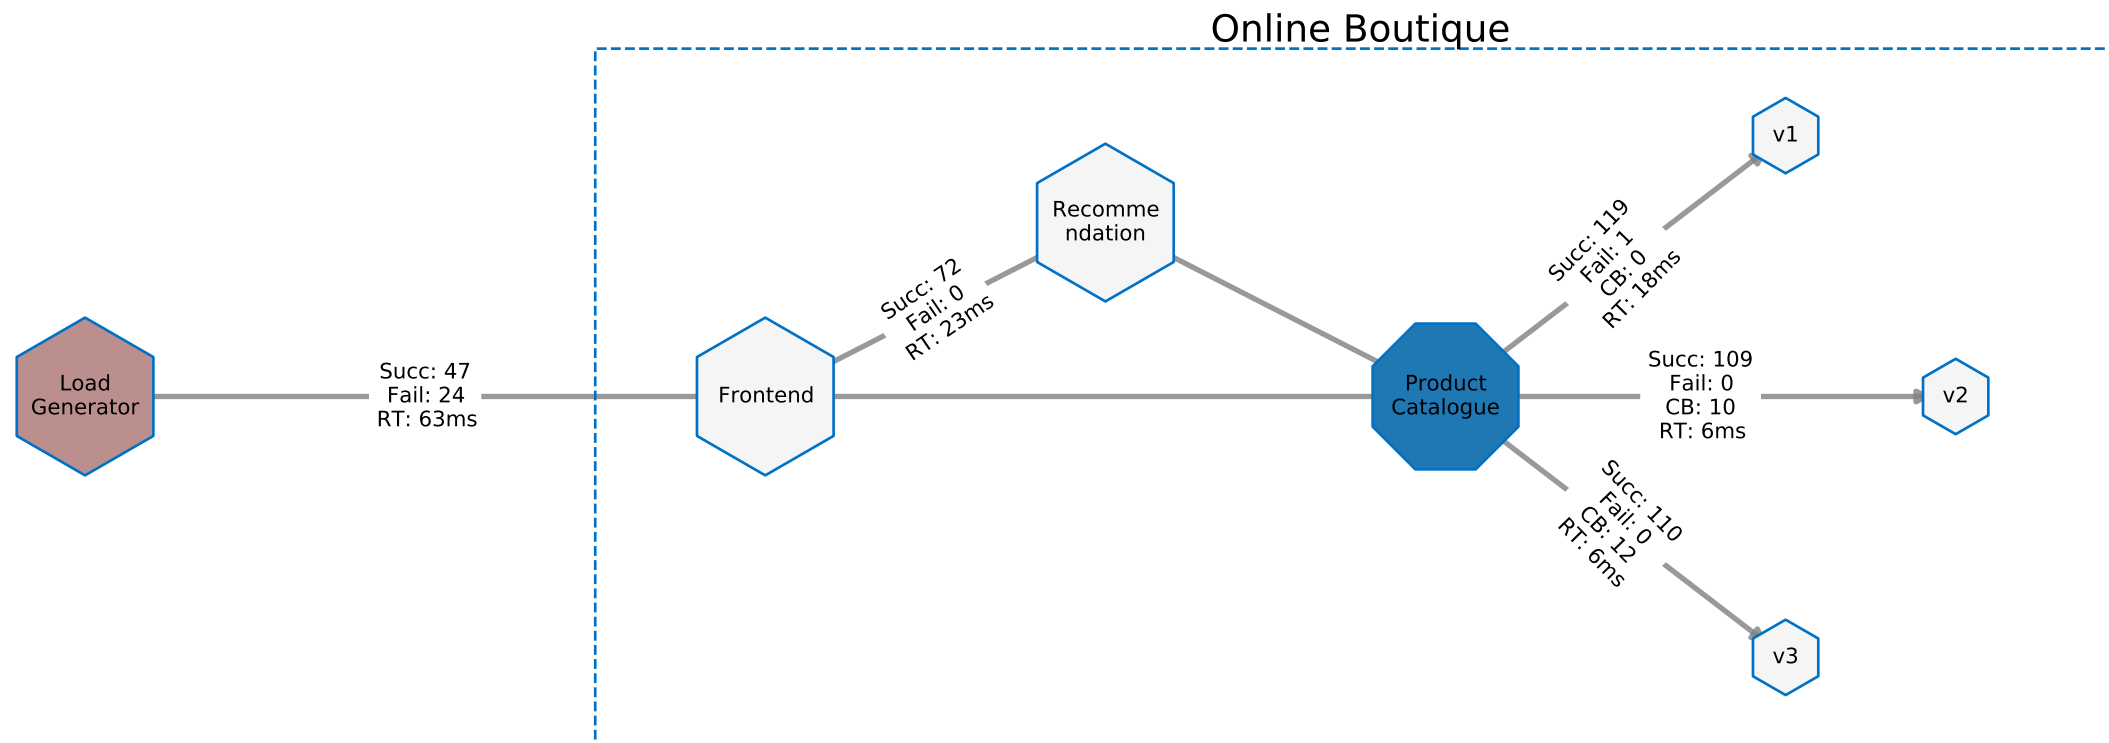 Online Boutique
Load
Generator
Succ: 47
Fail: 24
RT: 63ms
Frontend
Succ: 72
Fail: 0
RT: 23ms
Recomme
ndation
Product
Catalogue
Succ: 119
Fail: 1
CB: 0
RT: 18ms
v1
Succ: 109
Fail: 0
CB: 10
RT: 6ms
v2
Succ: 110
Fail: 0
CB: 12
RT: 6ms
v3